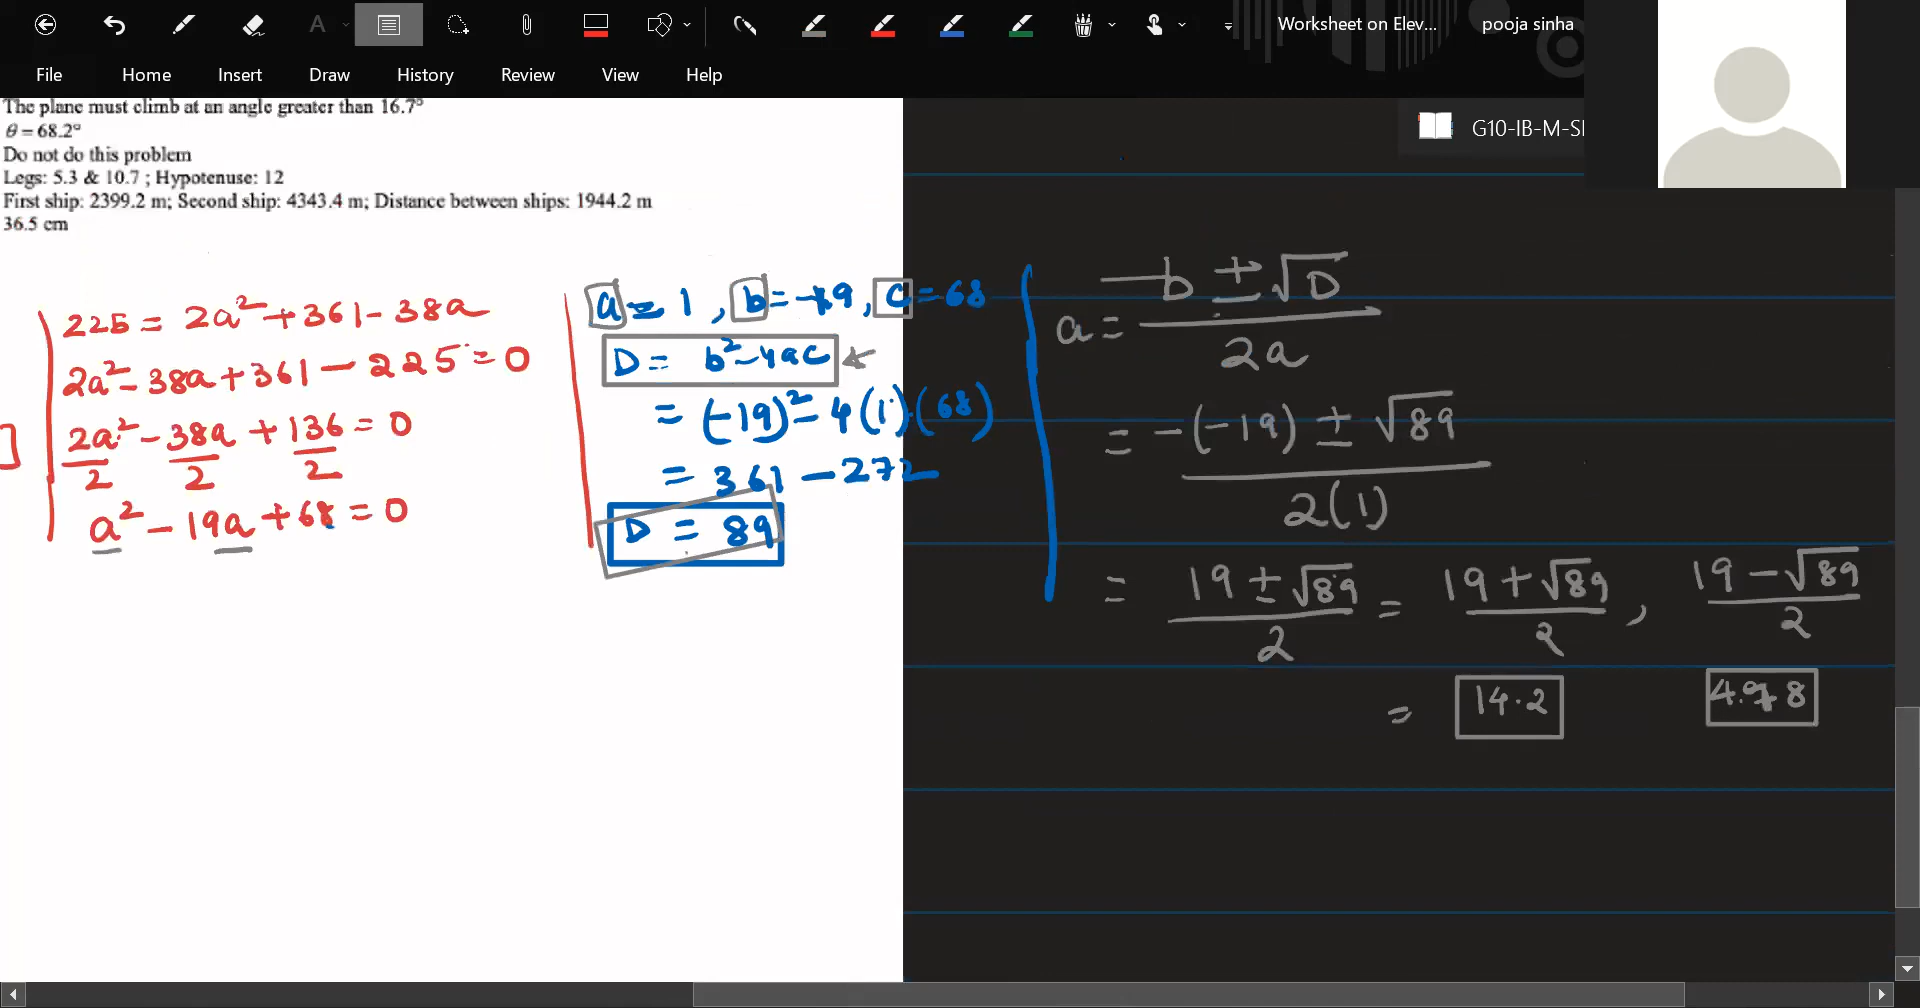 Worksheet on Elev... pooja sinha
File Home Insert Draw History Review View Help
G10-IB-M-SI
The plane must climb at an angle greater than 16.7°
θ = 68.2°
Do not do this problem
Legs: 5.3 & 10.7 ; Hypotenuse: 12
First ship: 2399.2 m; Second ship: 4343.4 m; Distance between ships: 1944.2 m
36.5 cm
225 = 2a² + 361 - 38a
2a² - 38a + 361 - 225 = 0
2a²/2 - 38a/2 + 136/2 = 0
a² - 19a + 68 = 0
a = 1, b = -19, c = 68
D = b² - 4ac
= (-19)² - 4(1)(68)
= 361 - 272
D = 89
a = (-b ± √D)/2a
= (-(-19) ± √89)/2(1)
= (19 ± √89)/2 = (19 + √89)/2, (19 - √89)/2
= 14.2 4.78